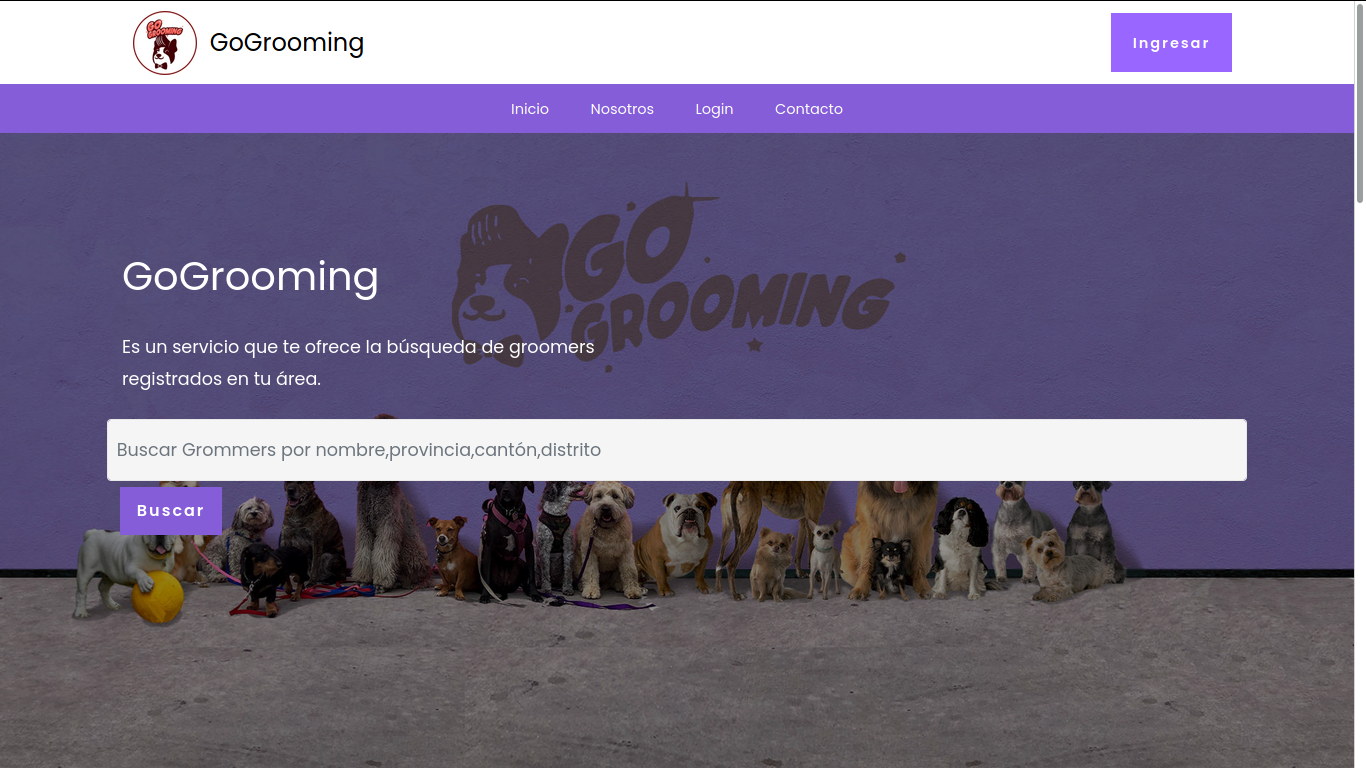 GO
GROOMING
GoGrooming
Ingresar
Inicio
Nosotros
Login
Contacto
GO
GROOMING
GoGrooming
Es un servicio que te ofrece la búsqueda de groomers
registrados en tu área.
Buscar Grommers por nombre,provincia,cantón,distrito
Buscar